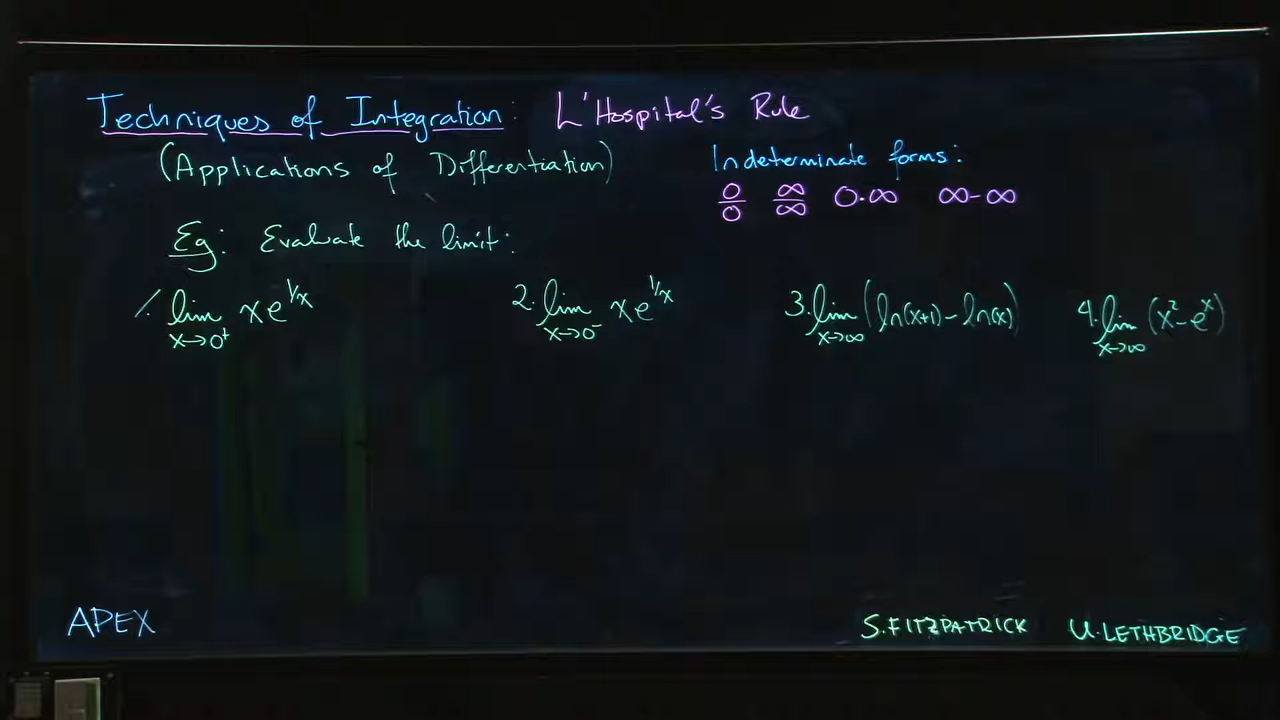 Techniques of Integration: L'Hospital's Rule
(Applications of Differentiation)
Indeterminate forms:
0/0 ∞/∞ 0·∞ ∞-∞
Eg: Evaluate the limit:
1. lim x→0⁺ xe^(1/x)
2. lim x→0⁻ xe^(1/x)
3. lim x→∞ (ln(x+1) - ln(x))
4. lim x→∞ (x² - eˣ)
APEX
S. FITZPATRICK U. LETHBRIDGE